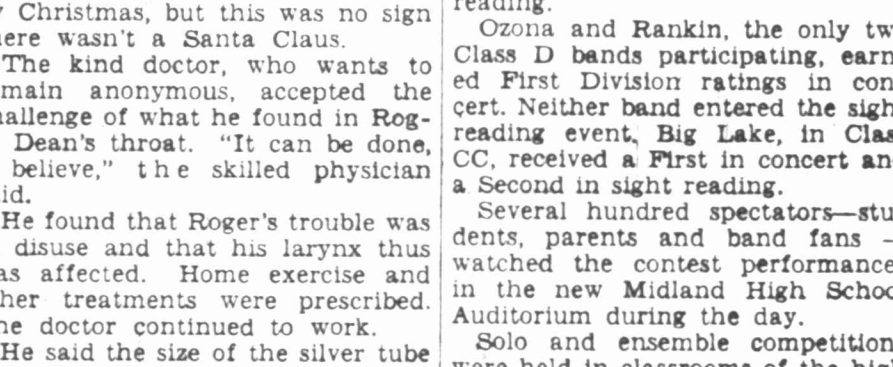 Christmas, but this was no sign
wasn't a Santa Claus.
The kind doctor, who wants to
main anonymous, accepted the
of what he found in Rog-
Dean's throat. "It can be done,
believe," the skilled physician
He found that Roger's trouble was
disuse and that his larynx thus
affected. Home exercise and
treatments were prescribed.
doctor continued to work.
He said the size of the silver tube
reading.
Ozona and Rankin, the only tw
Class D bands participating, earn
ed First Division ratings in con
cert. Neither band entered the sigh
reading event. Big Lake, in Clas
CC, received a First in concert an
a Second in sight reading.
Several hundred spectators—stu
dents, parents and band fans -
watched the contest performance
in the new Midland High Schoo
Auditorium during the day.
Solo and ensemble competition
were held in classrooms of the